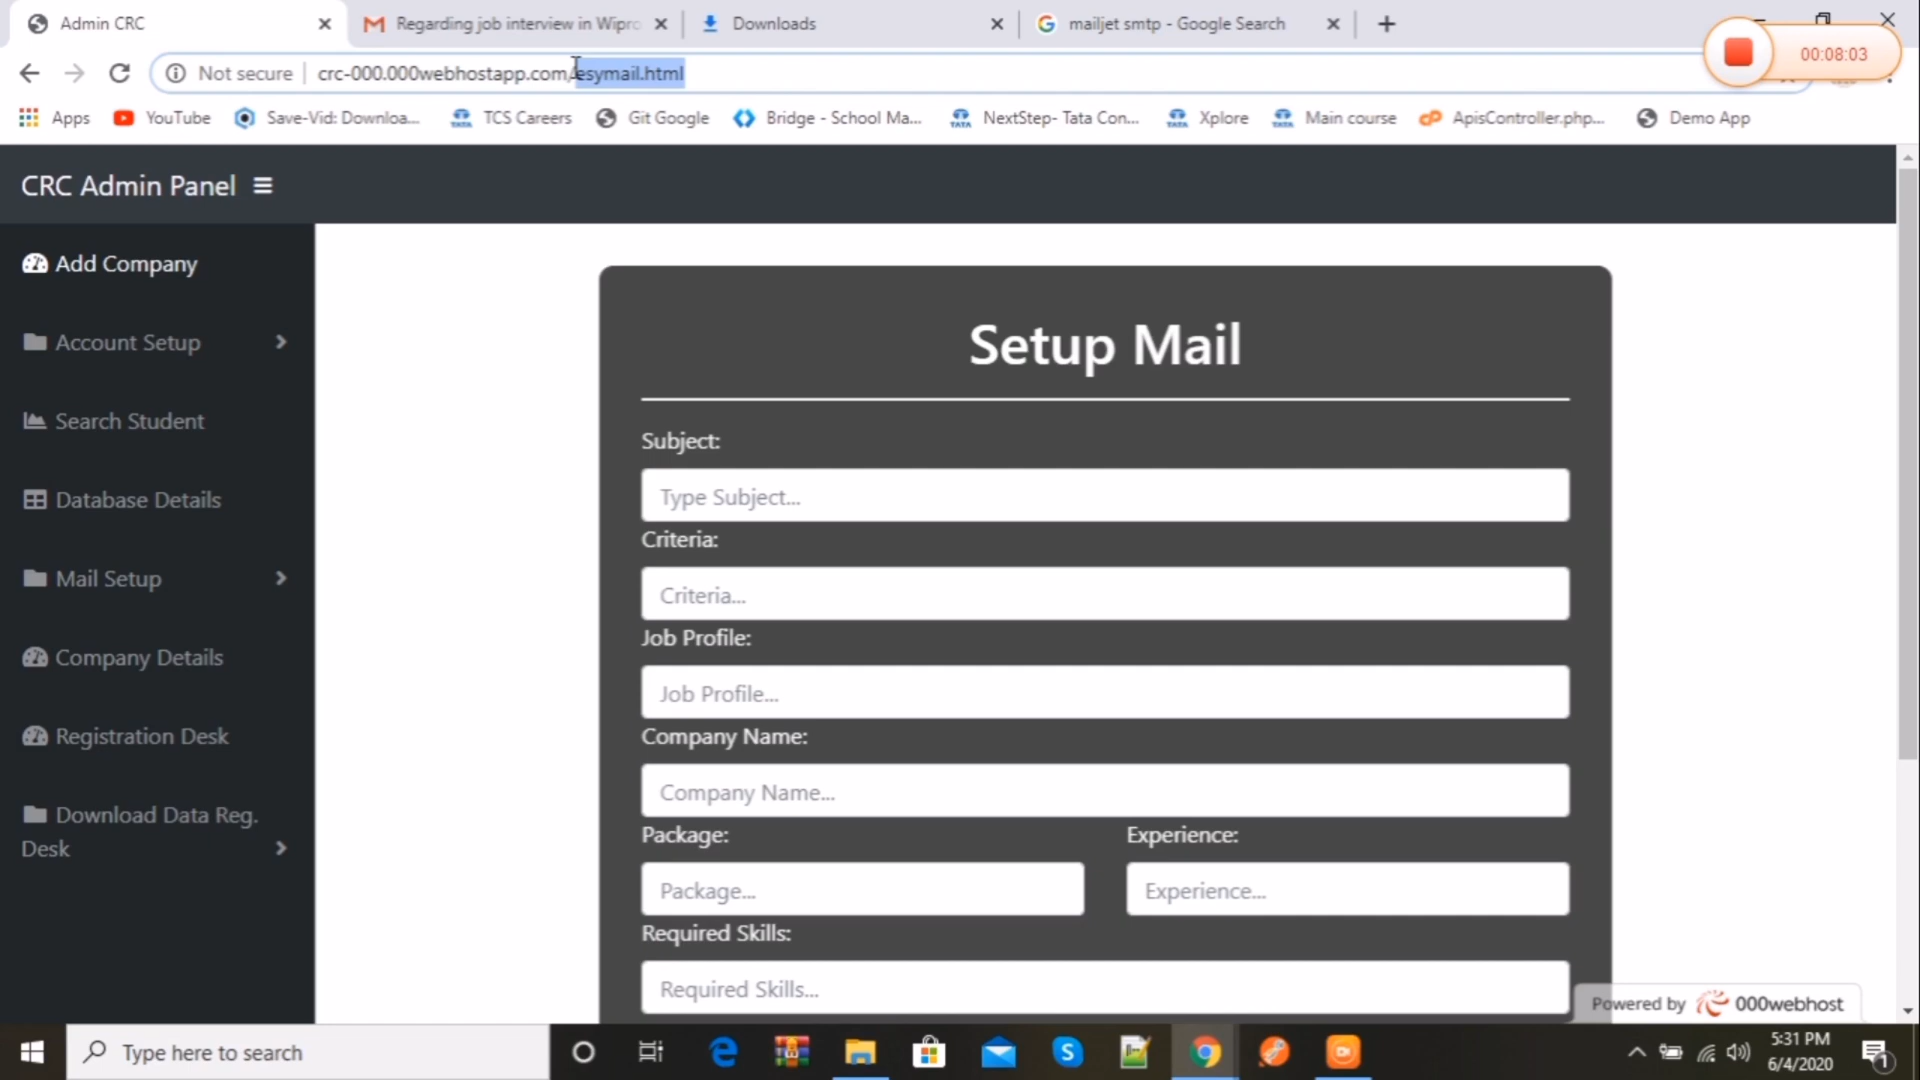 Admin CRC
Regarding job interview in Wipro
Downloads
mailjet smtp - Google Search
00:08:03
Not secure
crc-000.000webhostapp.com/esymail.html
Apps
YouTube
Save-Vid: Downloa...
TCS Careers
Git Google
Bridge - School Ma...
NextStep- Tata Con...
Xplore
Main course
ApisController.php...
Demo App
CRC Admin Panel
Add Company
Account Setup
Search Student
Database Details
Mail Setup
Company Details
Registration Desk
Download Data Reg.
Desk
Setup Mail
Subject:
Type Subject...
Criteria:
Criteria...
Job Profile:
Job Profile...
Company Name:
Company Name...
Package:
Experience:
Package...
Experience...
Required Skills:
Required Skills...
Powered by 000webhost
Type here to search
5:31 PM
6/4/2020
1